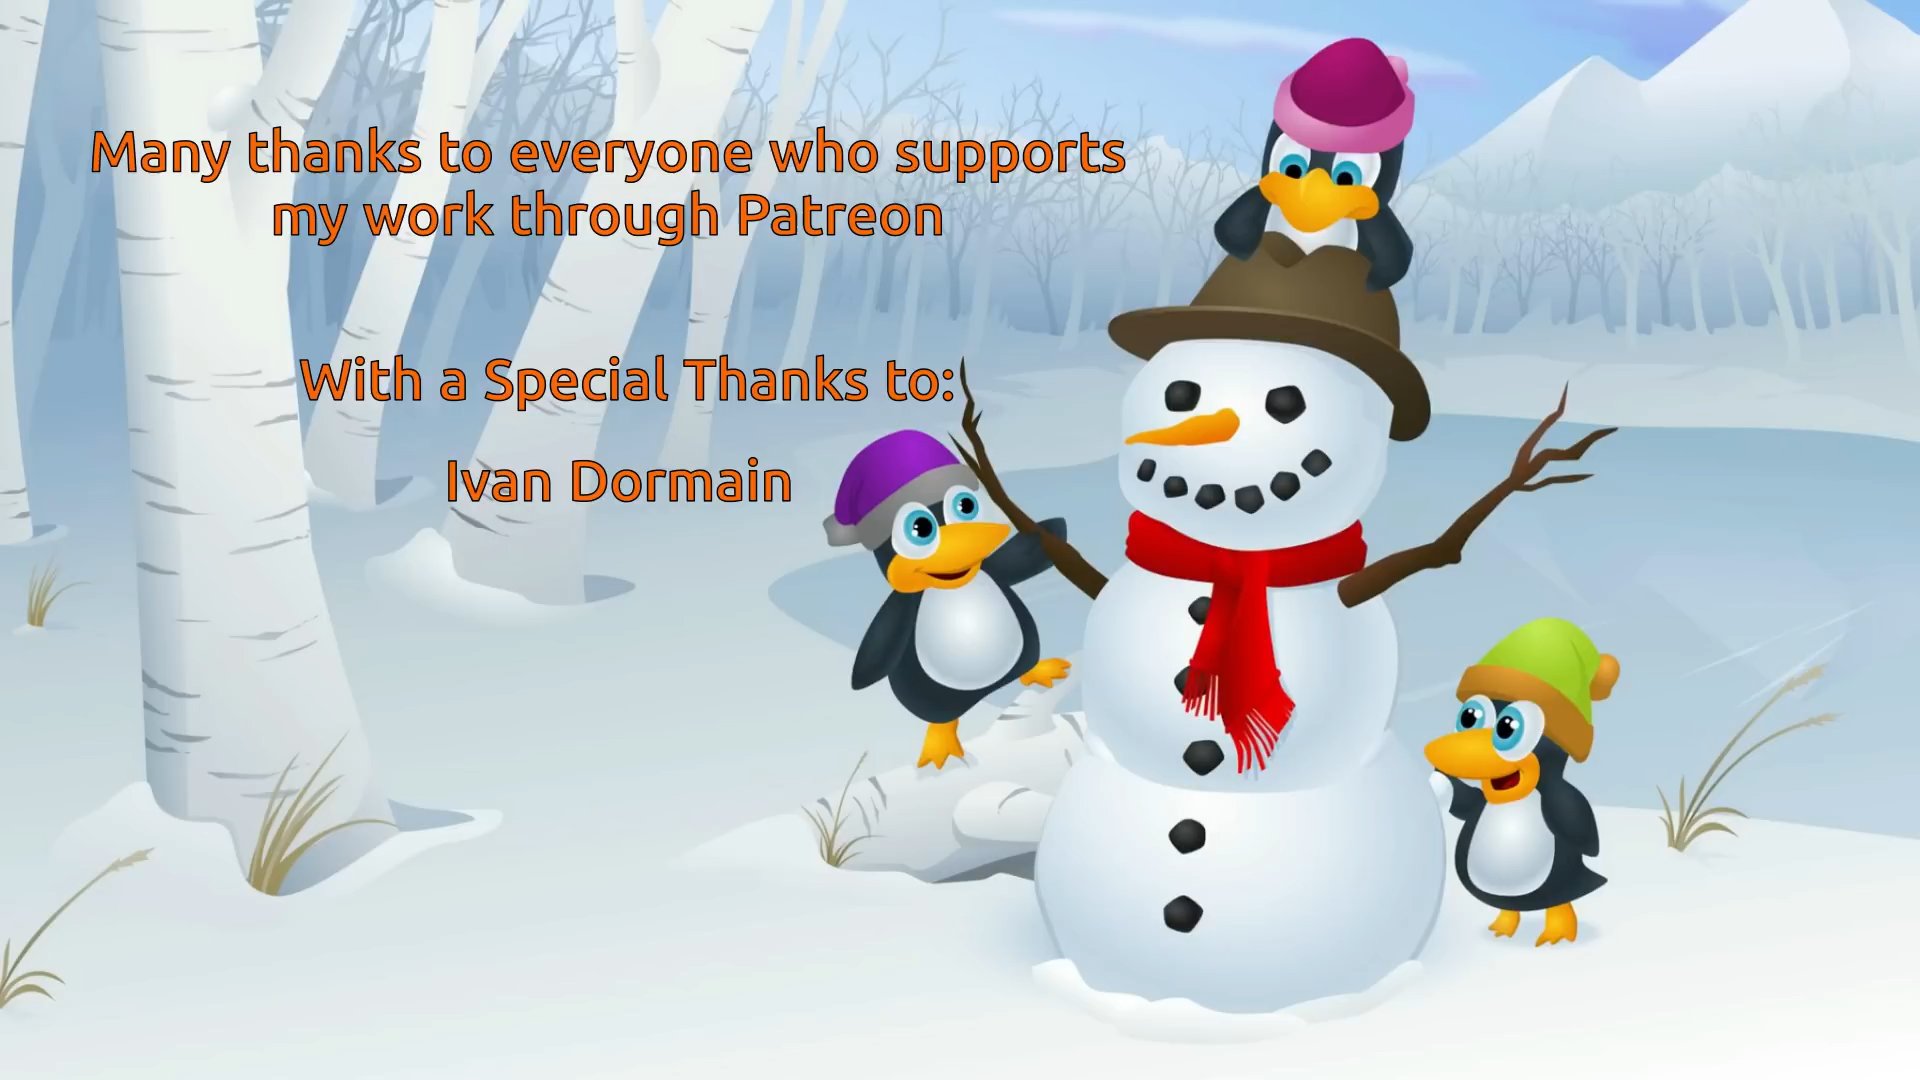 Many thanks to everyone who supports
my work through Patreon
With a Special Thanks to:
Ivan Dormain